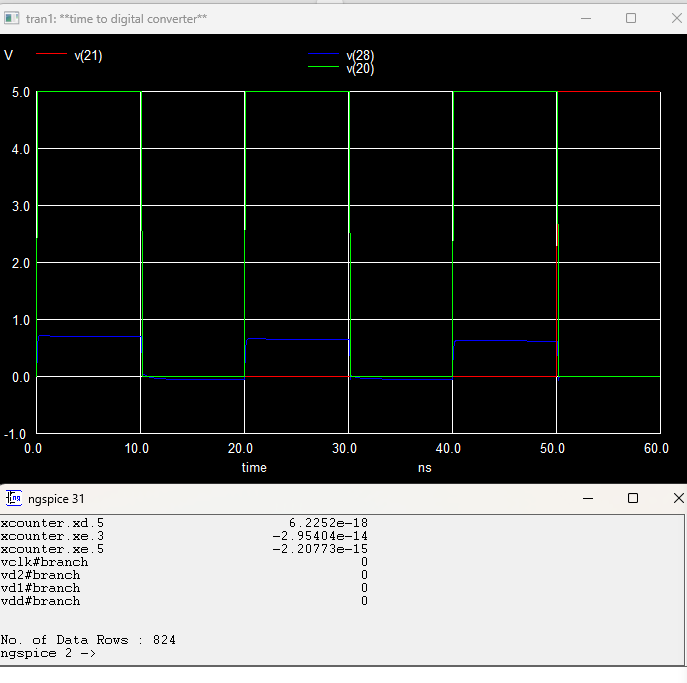 tran1: **time to digital converter**
V v(21) v(28)
v(20)
5.0
4.0
3.0
2.0
1.0
0.0
-1.0
0.0 10.0 20.0 30.0 40.0 50.0 60.0
time ns
ngspice 31
xcounter.xd.5 6.2252e-18
xcounter.xe.3 -2.95404e-14
xcounter.xe.5 -2.20773e-15
vclk#branch 0
vd2#branch 0
vd1#branch 0
vdd#branch 0
No. of Data Rows : 824
ngspice 2 ->